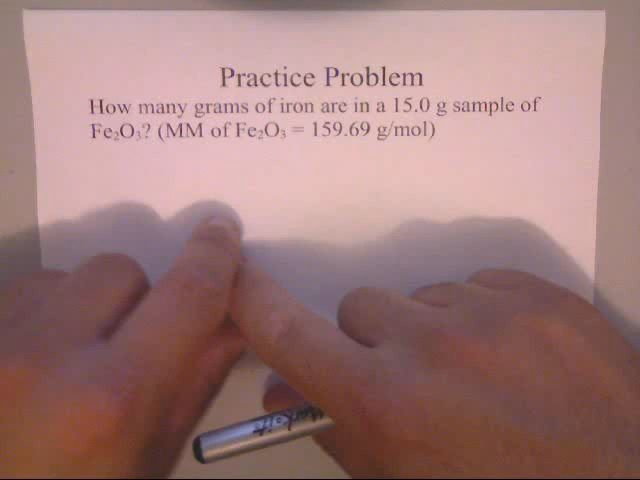 Practice Problem
How many grams of iron are in a 15.0 g sample of
Fe₂O₃? (MM of Fe₂O₃ = 159.69 g/mol)